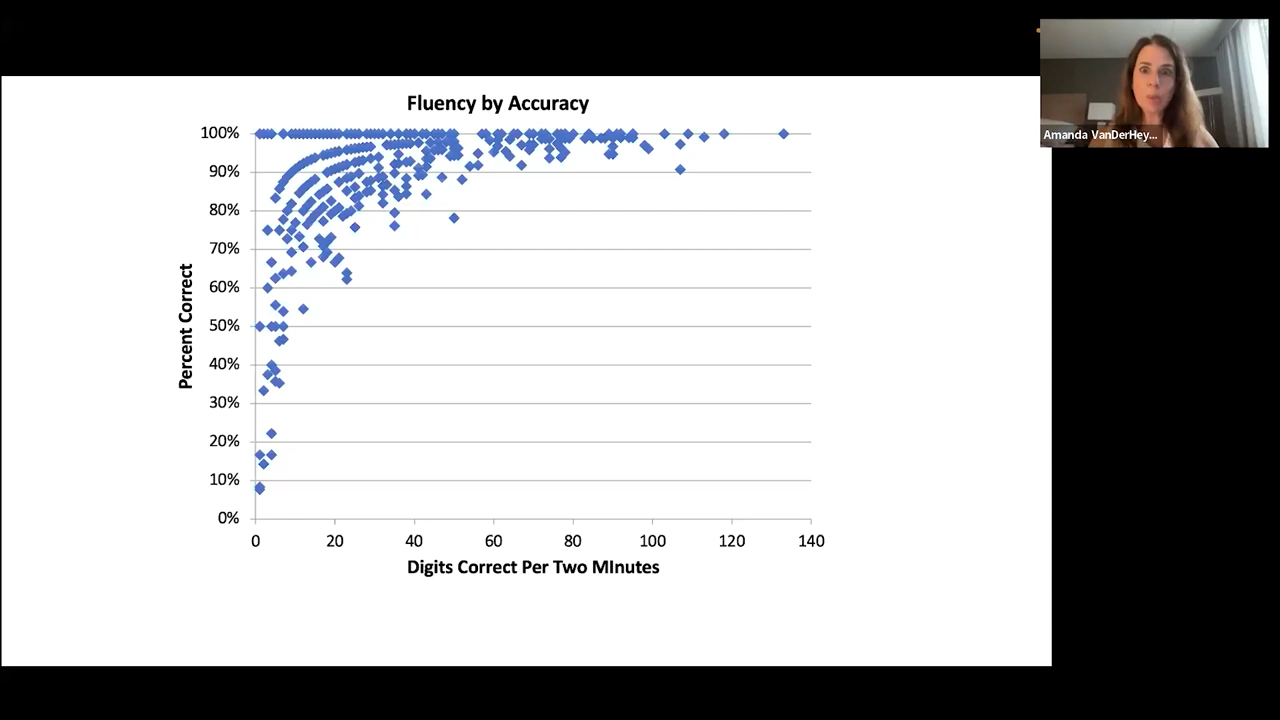 Fluency by Accuracy
Amanda VanDerHey...
100%
90%
80%
70%
60%
50%
40%
30%
20%
10%
0%
Percent Correct
0 20 40 60 80 100 120 140
Digits Correct Per Two MInutes